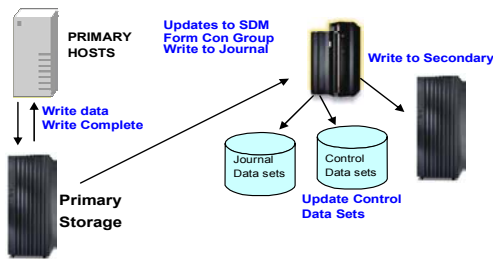 PRIMARY
HOSTS
Updates to SDM
Form Con Group
Write to Journal
Write to Secondary
Write data
Write Complete
Journal
Data sets
Control
Data sets
Primary
Storage
Update Control
Data Sets